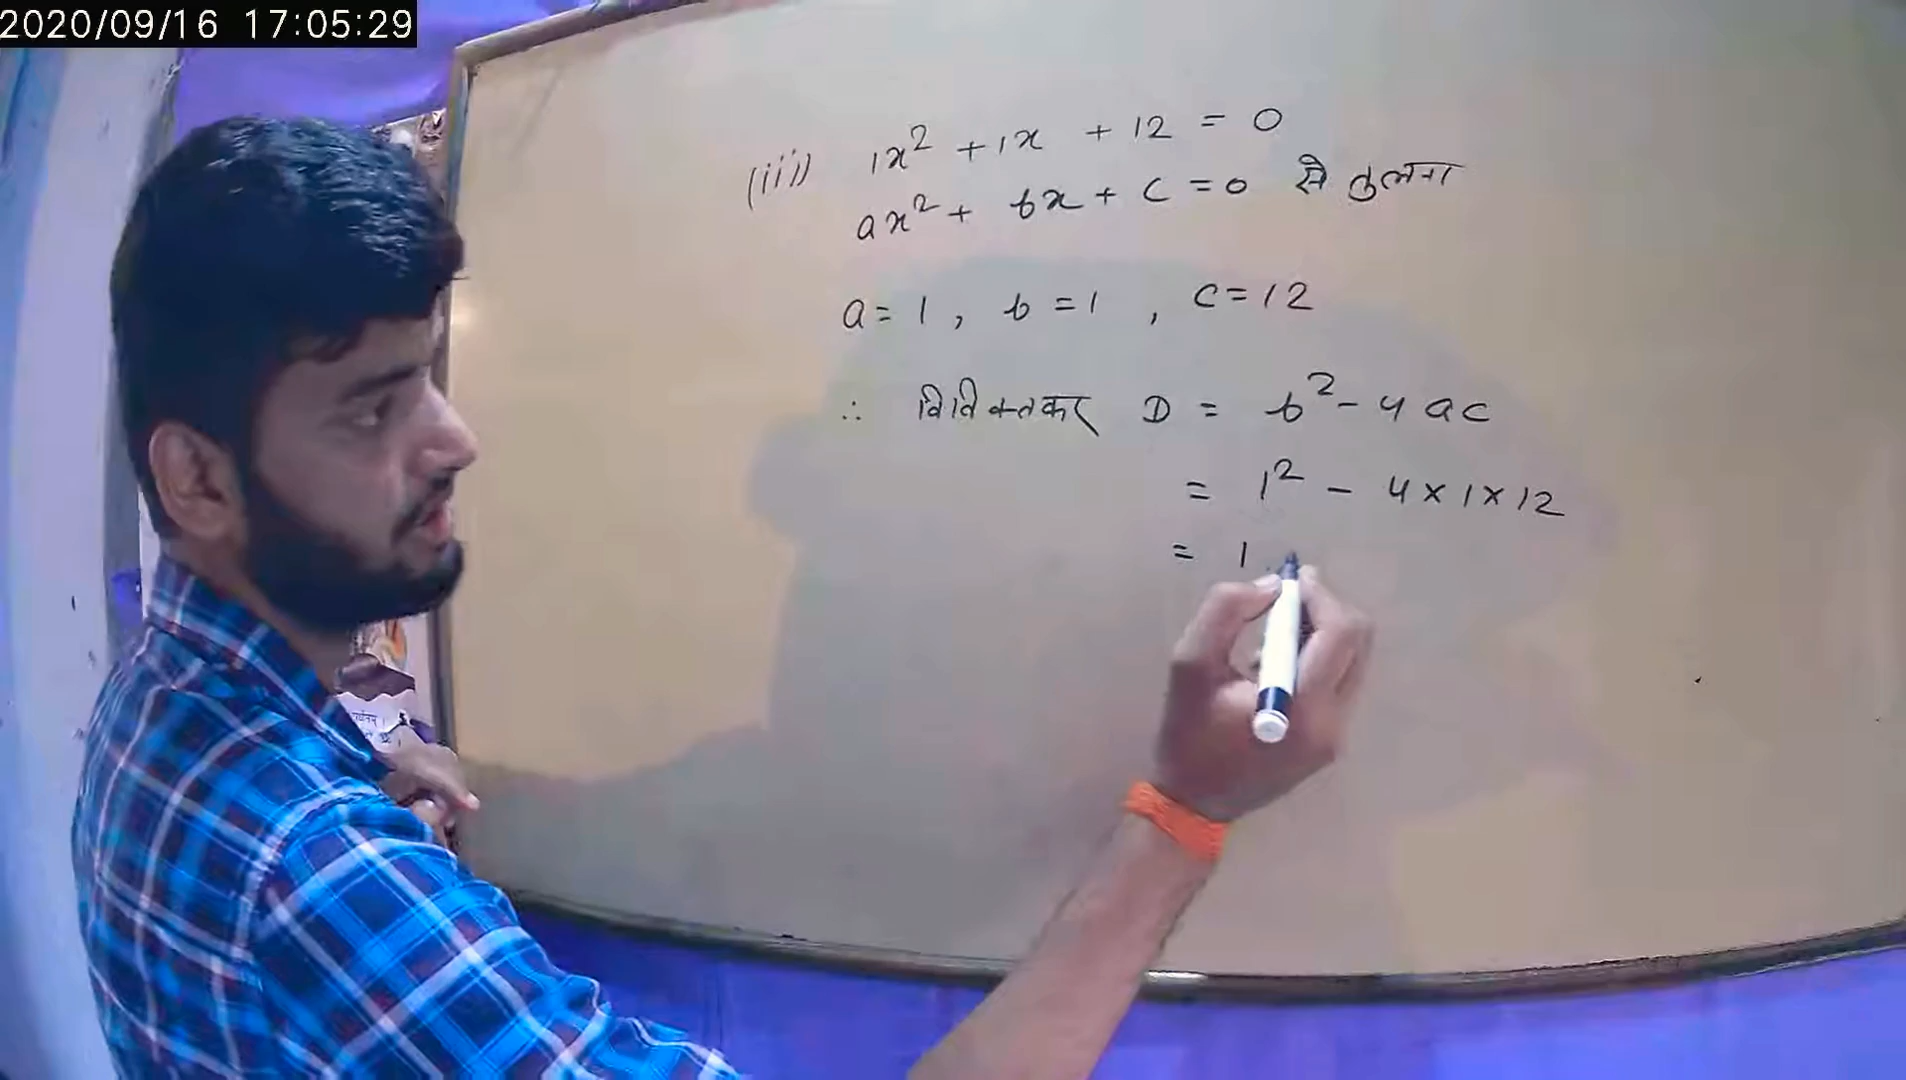 2020/09/16 17:05:29
(iii) 1x² + 1x + 12 = 0
ax² + bx + c = 0 से तुलना
a = 1 , b = 1 , c = 12
∴ विविक्तकर D = b² - 4ac
= 1² - 4 × 1 × 12
= 1